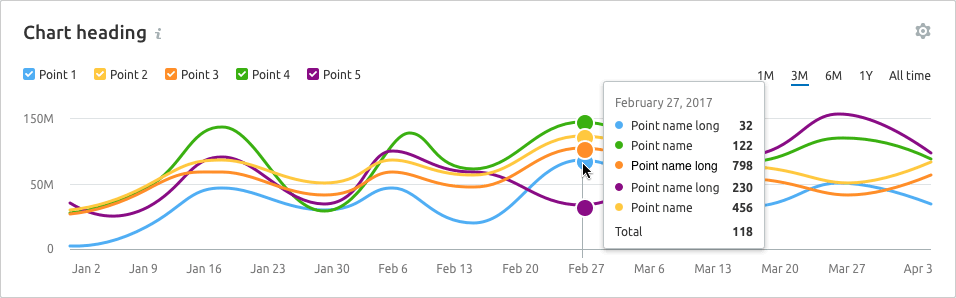 Chart heading i
Point 1 Point 2 Point 3 Point 4 Point 5
1M 3M 6M 1Y All time
150M
50M
0
February 27, 2017
Point name long 32
Point name 122
Point name long 798
Point name long 230
Point name 456
Total 118
Jan 2 Jan 9 Jan 16 Jan 23 Jan 30 Feb 6 Feb 13 Feb 20 Feb 27 Mar 6 Mar 13 Mar 20 Mar 27 Apr 3